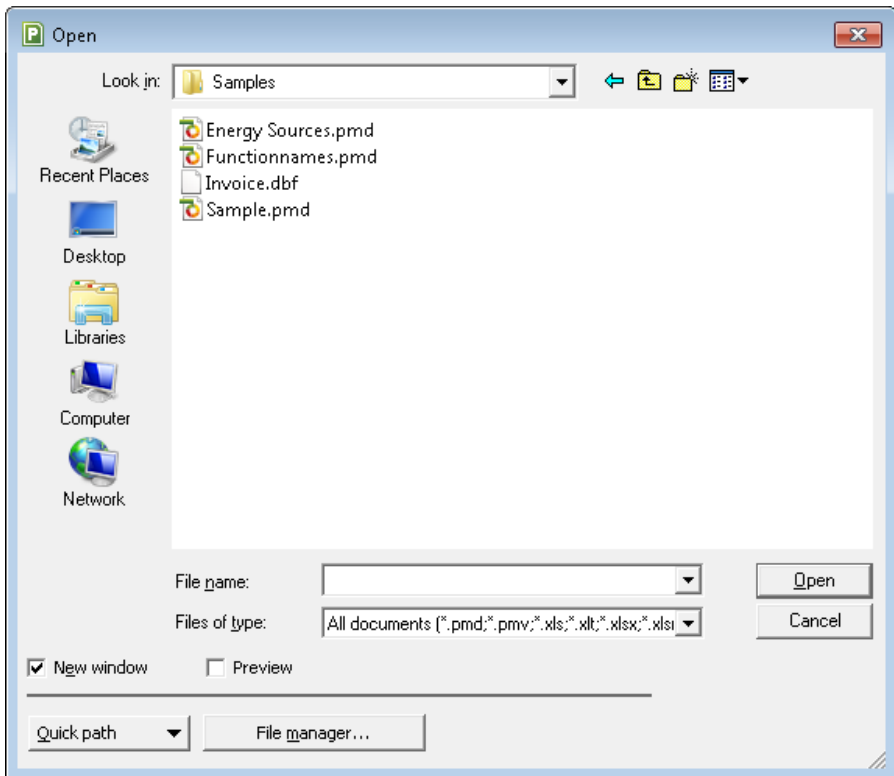 Open
Look in:
Samples
Recent Places
Desktop
Libraries
Computer
Network
Energy Sources.pmd
Functionnames.pmd
Invoice.dbf
Sample.pmd
File name:
Open
Files of type:
All documents (*.pmd;*.pmv;*.xls;*.xlt;*.xlsx;*.xlsı
Cancel
New window
Preview
Quick path
File manager...